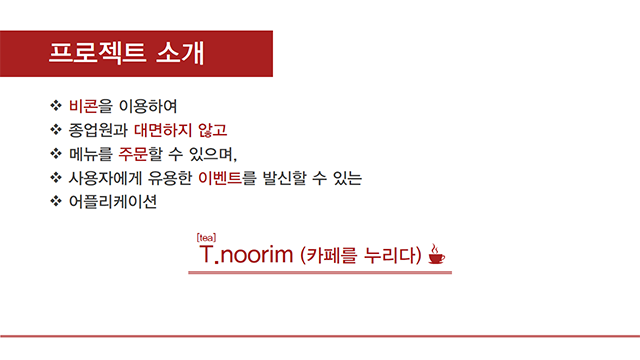 프로젝트 소개
❖ 비콘을 이용하여
❖ 종업원과 대면하지 않고
❖ 메뉴를 주문할 수 있으며,
❖ 사용자에게 유용한 이벤트를 발신할 수 있는
❖ 어플리케이션
[tea]
T.noorim (카페를 누리다)